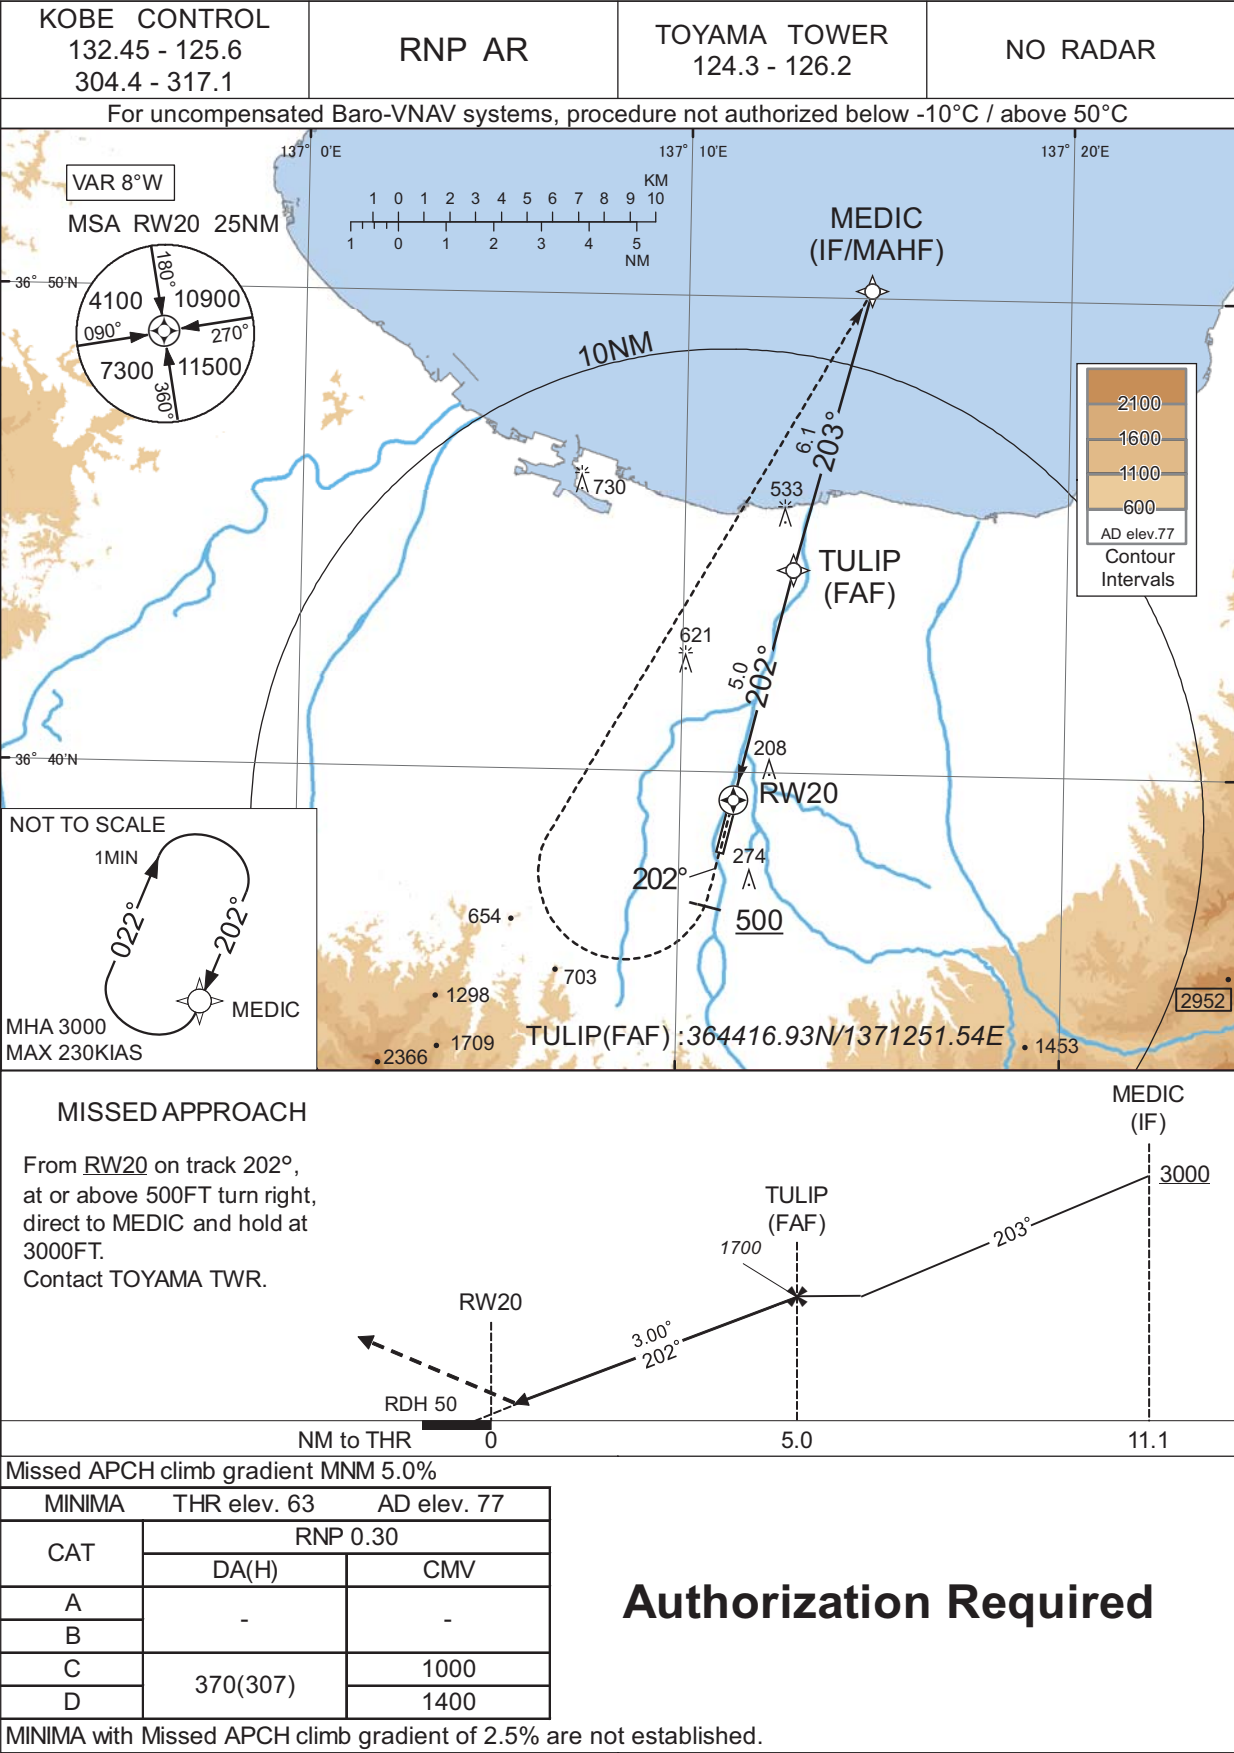 KOBE CONTROL
132.45 - 125.6
304.4 - 317.1
RNP AR
TOYAMA TOWER
124.3 - 126.2
NO RADAR
For uncompensated Baro-VNAV systems, procedure not authorized below -10°C / above 50°C
137° 0'E
137° 10'E
137° 20'E
VAR 8°W
MSA RW20 25NM
180°
4100
10900
090°
270°
7300
11500
360°
36° 50'N
KM
1 0 1 2 3 4 5 6 7 8 9 10
1 0 1 2 3 4 5
NM
MEDIC
(IF/MAHF)
10NM
6.1
203°
730
533
2100
1600
1100
600
AD elev.77
Contour
Intervals
TULIP
(FAF)
621
5.0
202°
36° 40'N
208
RW20
274
202°
500
NOT TO SCALE
1MIN
022°
202°
MEDIC
MHA 3000
MAX 230KIAS
654
703
1298
1709
2366
2952
1453
TULIP(FAF) :364416.93N/1371251.54E
MISSED APPROACH
From RW20 on track 202°,
at or above 500FT turn right,
direct to MEDIC and hold at
3000FT.
Contact TOYAMA TWR.
MEDIC
(IF)
3000
TULIP
(FAF)
1700
203°
RW20
3.00°
202°
RDH 50
NM to THR 0 5.0 11.1
Missed APCH climb gradient MNM 5.0%
MINIMA THR elev. 63 AD elev. 77
CAT
RNP 0.30
DA(H) CMV
A
- -
B
C
370(307)
1000
D
1400
Authorization Required
MINIMA with Missed APCH climb gradient of 2.5% are not established.